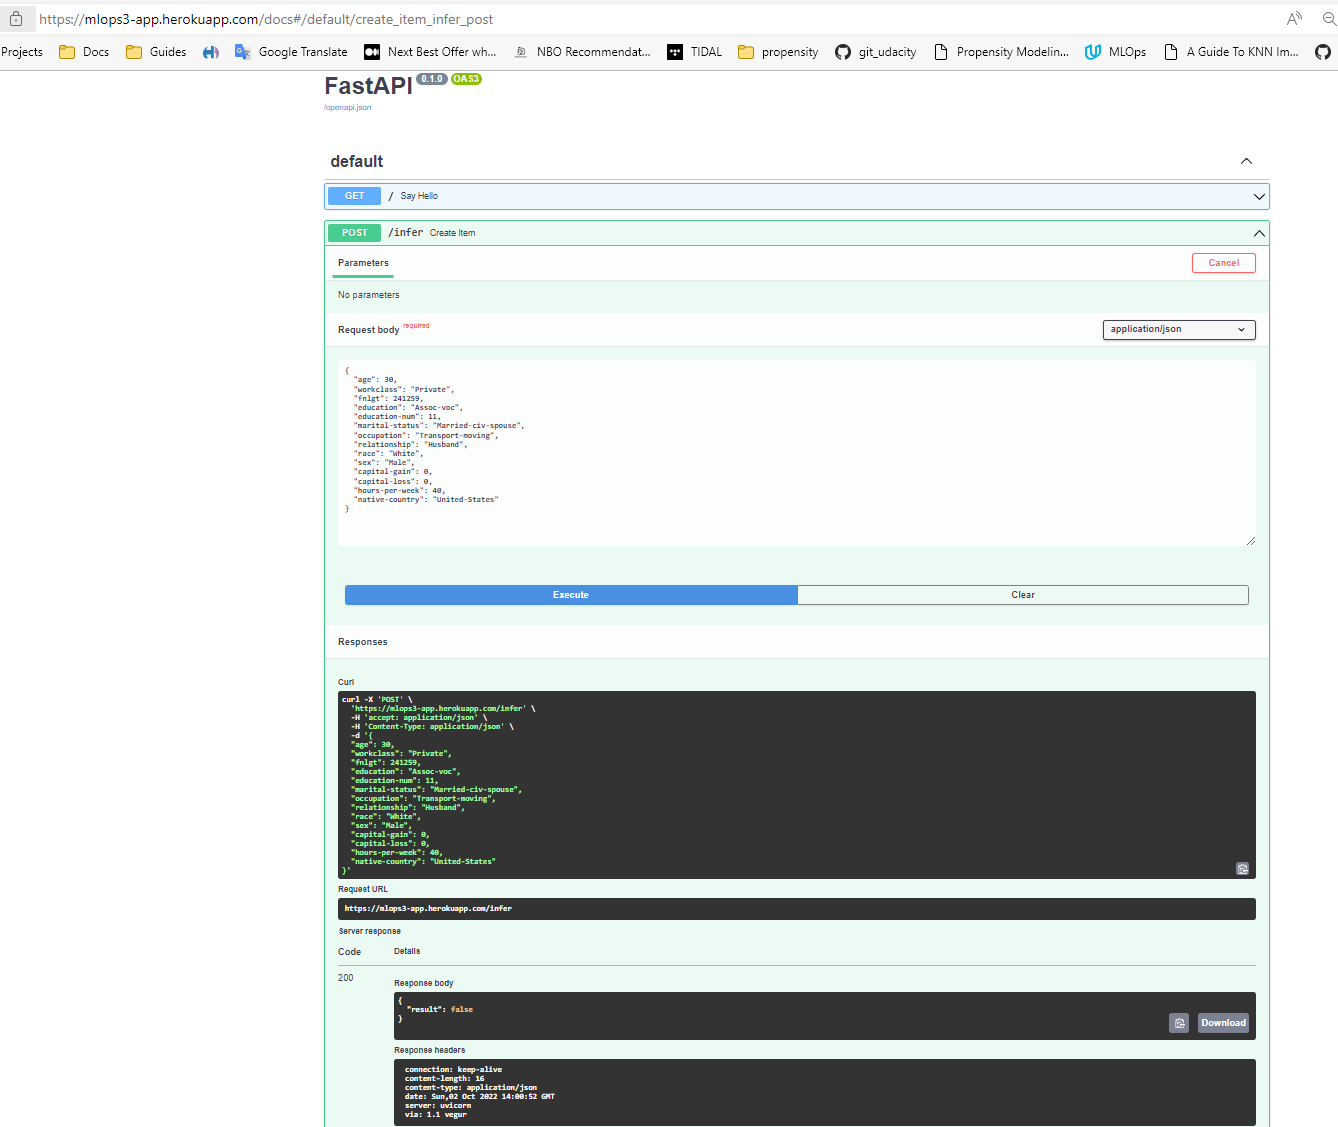 https://mlops3-app.herokuapp.com/docs#/default/create_item_infer_post
Projects Docs Guides Google Translate Next Best Offer wh... NBO Recommendat... TIDAL propensity git_udacity Propensity Modelin... MLOps A Guide To KNN Im...
FastAPI 0.1.0 OAS3
/openapi.json
default
GET / Say Hello
POST /infer Create Item
Parameters
Cancel
No parameters
Request body required
application/json
{
"age": 30,
"workclass": "Private",
"fnlgt": 241259,
"education": "Assoc-voc",
"education-num": 11,
"marital-status": "Married-civ-spouse",
"occupation": "Transport-moving",
"relationship": "Husband",
"race": "White",
"sex": "Male",
"capital-gain": 0,
"capital-loss": 0,
"hours-per-week": 40,
"native-country": "United-States"
}
Execute Clear
Responses
Curl
curl -X 'POST' \
'https://mlops3-app.herokuapp.com/infer' \
-H 'accept: application/json' \
-H 'Content-Type: application/json' \
-d '{
"age": 30,
"workclass": "Private",
"fnlgt": 241259,
"education": "Assoc-voc",
"education-num": 11,
"marital-status": "Married-civ-spouse",
"occupation": "Transport-moving",
"relationship": "Husband",
"race": "White",
"sex": "Male",
"capital-gain": 0,
"capital-loss": 0,
"hours-per-week": 40,
"native-country": "United-States"
}'
Request URL
https://mlops3-app.herokuapp.com/infer
Server response
Code Details
200
Response body
{
"result": false
}
Download
Response headers
connection: keep-alive
content-length: 16
content-type: application/json
date: Sun,02 Oct 2022 14:00:52 GMT
server: uvicorn
via: 1.1 vegur